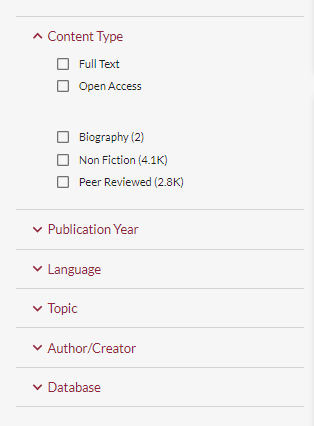 Content Type
Full Text
Open Access
Biography (2)
Non Fiction (4.1K)
Peer Reviewed (2.8K)
Publication Year
Language
Topic
Author/Creator
Database